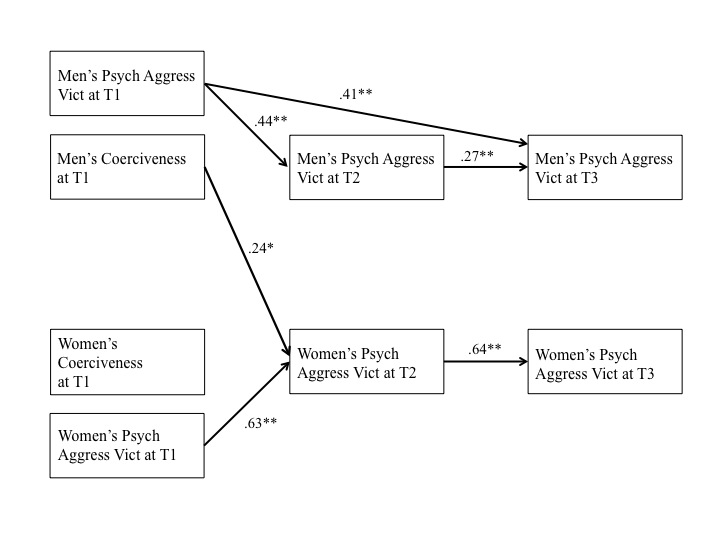 Men’s Psych Aggress
Vict at T1
.41**
.44**
Men’s Coerciveness
at T1
Men’s Psych Aggress
Vict at T2
.27**
Men’s Psych Aggress
Vict at T3
.24*
Women’s
Coerciveness
at T1
Women’s Psych
Aggress Vict at T2
.64**
Women’s Psych
Aggress Vict at T3
.63**
Women’s Psych
Aggress Vict at T1